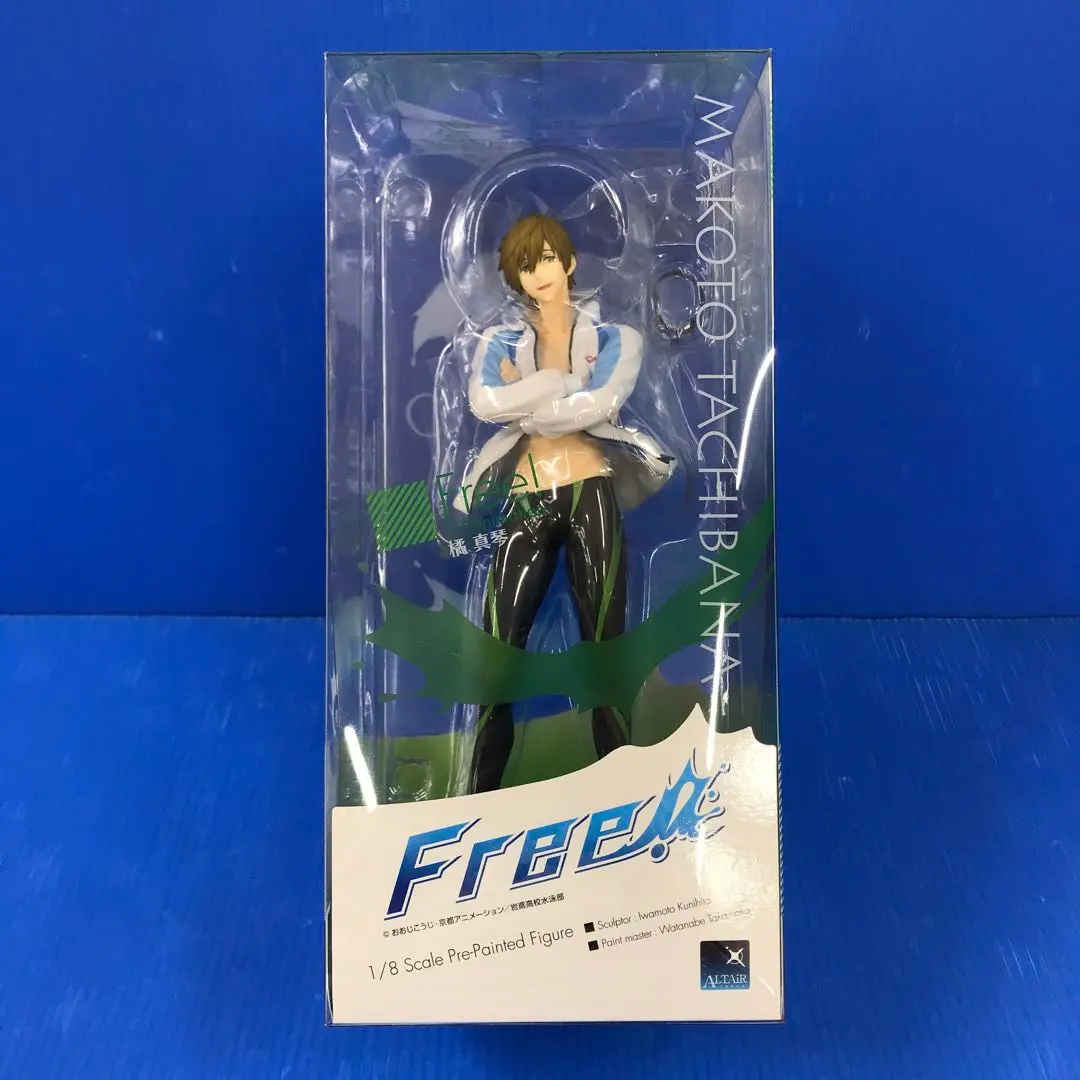 MAKOTO TACHIBANA
Free!
橘 真琴
Free!
© おおじこうじ・京都アニメーション／岩鳶高校水泳部
1/8 Scale Pre-Painted Figure
■ Sculptor : Iwamoto Kunihito
■ Paint master : Watanabe Takamasa
ALTAiR